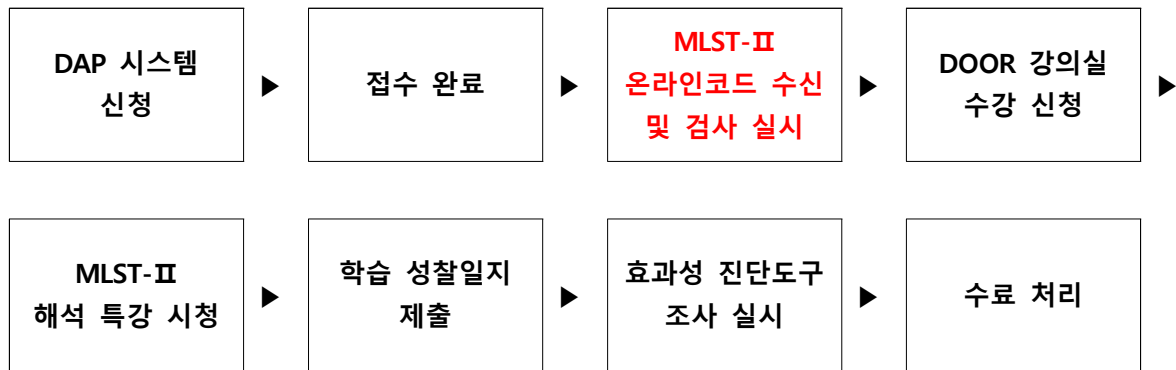 DAP 시스템
신청
▶
접수 완료
▶
MLST-Ⅱ
온라인코드 수신
및 검사 실시
▶
DOOR 강의실
수강 신청
▶
MLST-Ⅱ
해석 특강 시청
▶
학습 성찰일지
제출
▶
효과성 진단도구
조사 실시
▶
수료 처리